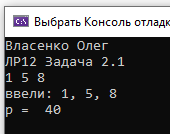 Выбрать Консоль отладк
Власенко Олег
ЛР12 Задача 2.1
1 5 8
ввели: 1, 5, 8
p =  40